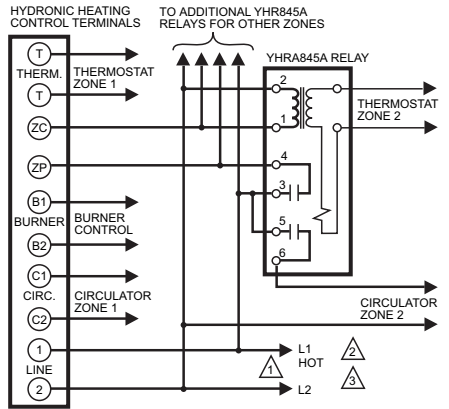 HYDRONIC HEATING
CONTROL TERMINALS
TO ADDITIONAL YHR845A
RELAYS FOR OTHER ZONES
YHRA845A RELAY
T
THERM.
THERMOSTAT
ZONE 1
T
ZC
ZP
B1
BURNER
BURNER
CONTROL
B2
C1
CIRC.
CIRCULATOR
ZONE 1
C2
1
LINE
2
2
1
4
3
5
6
THERMOSTAT
ZONE 2
CIRCULATOR
ZONE 2
L1
HOT
1
2
L2
3